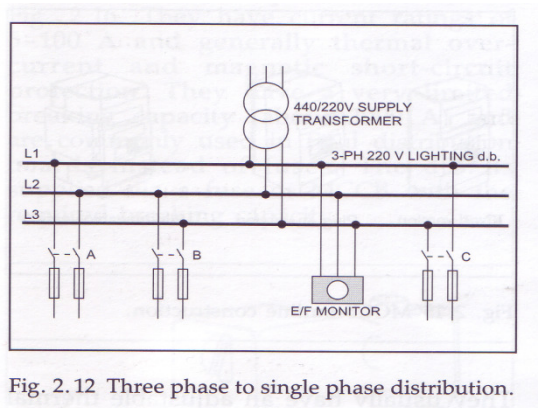 440/220V SUPPLY
TRANSFORMER
L1
3-PH 220 V LIGHTING d.b.
L2
L3
A
B
C
E/F MONITOR
Fig. 2.12 Three phase to single phase distribution.